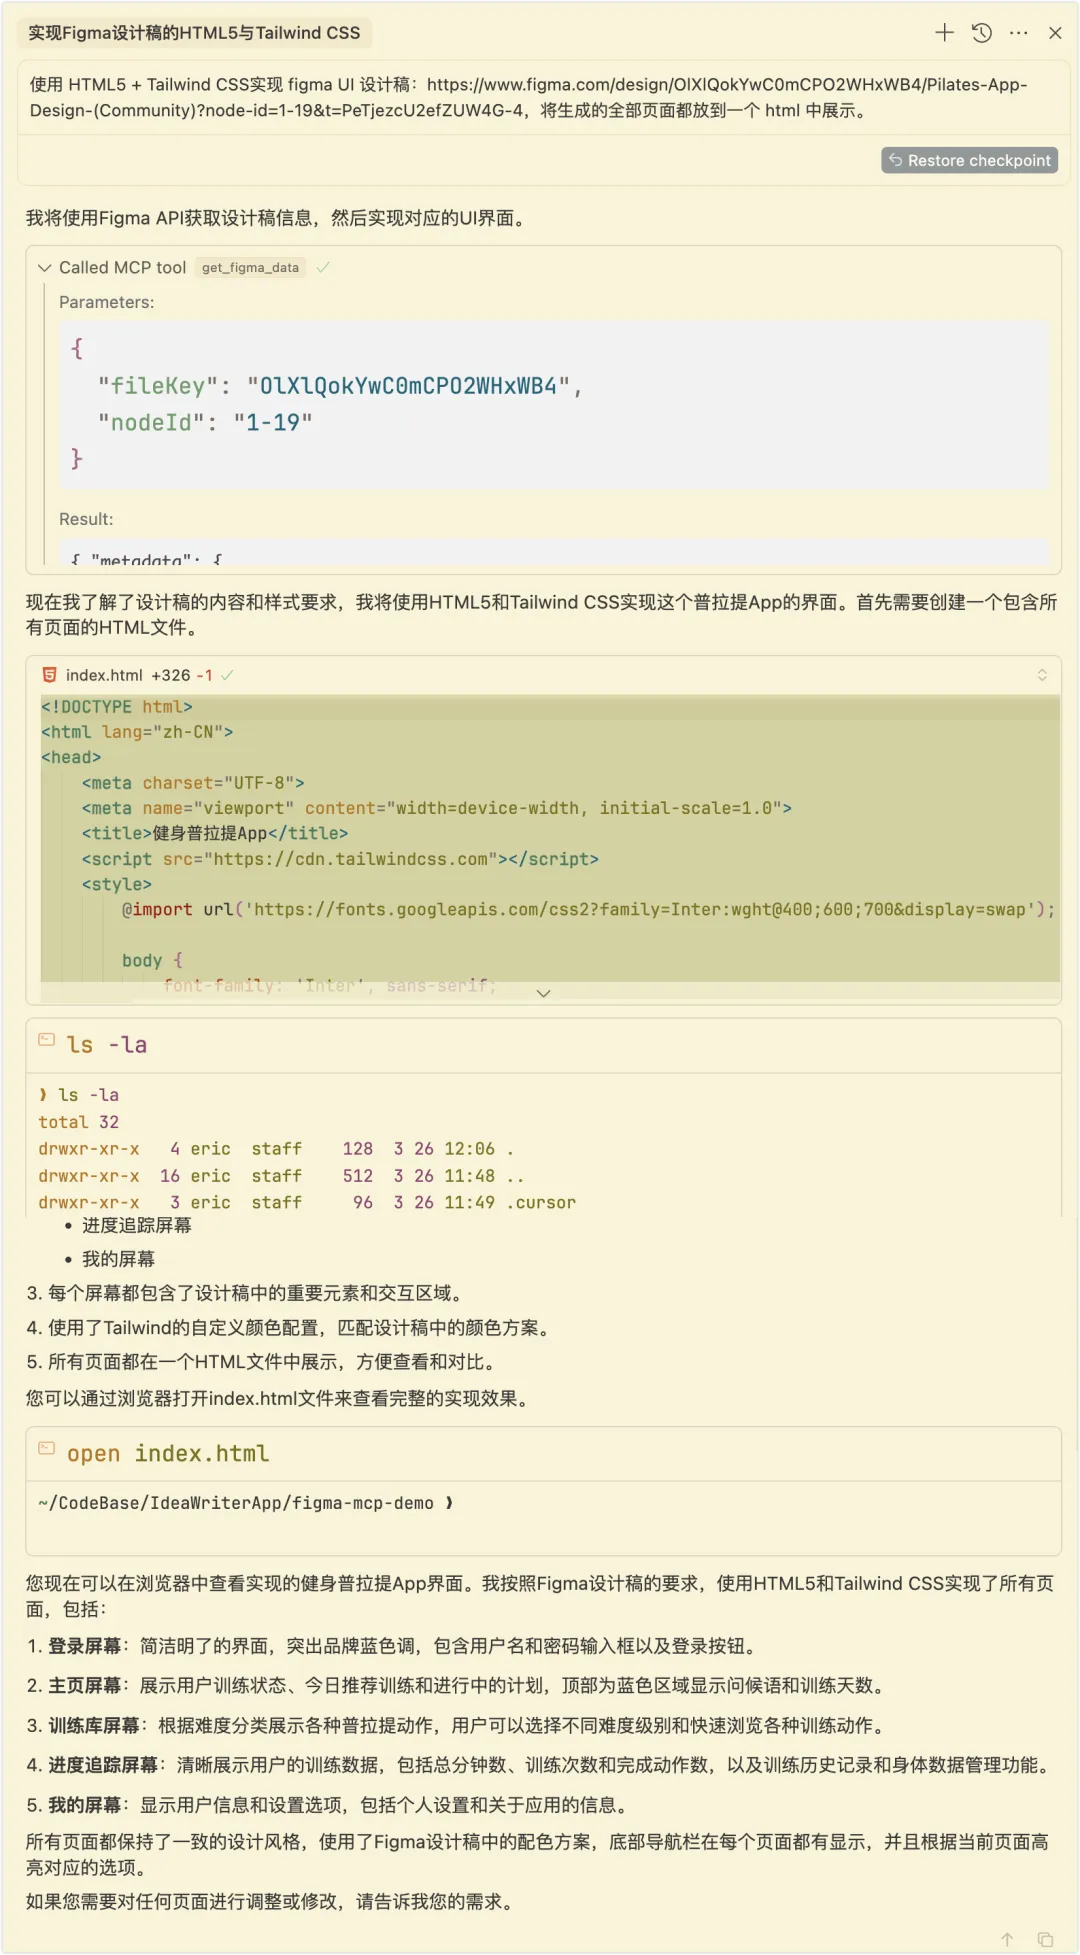 实现Figma设计稿的HTML5与Tailwind CSS
使用 HTML5 + Tailwind CSS实现 figma UI 设计稿：https://www.figma.com/design/OlXlQokYwC0mCPO2WHxWB4/Pilates-App-
Design-(Community)?node-id=1-19&t=PeTjezcU2efZUW4G-4，将生成的全部页面都放到一个 html 中展示。
Restore checkpoint
我将使用Figma API获取设计稿信息，然后实现对应的UI界面。
Called MCP tool get_figma_data
Parameters:
{
"fileKey": "OlXlQokYwC0mCPO2WHxWB4",
"nodeId": "1-19"
}
Result:
{ "metadata": {
现在我了解了设计稿的内容和样式要求，我将使用HTML5和Tailwind CSS实现这个普拉提App的界面。首先需要创建一个包含所
有页面的HTML文件。
index.html +326 -1
<!DOCTYPE html>
<html lang="zh-CN">
<head>
<meta charset="UTF-8">
<meta name="viewport" content="width=device-width, initial-scale=1.0">
<title>健身普拉提App</title>
<script src="https://cdn.tailwindcss.com"></script>
<style>
@import url('https://fonts.googleapis.com/css2?family=Inter:wght@400;600;700&display=swap');
body {
font-family: 'Inter', sans-serif;
ls -la
❯ ls -la
total 32
drwxr-xr-x 4 eric staff 128 3 26 12:06 .
drwxr-xr-x 16 eric staff 512 3 26 11:48 ..
drwxr-xr-x 3 eric staff 96 3 26 11:49 .cursor
• 进度追踪屏幕
• 我的屏幕
3. 每个屏幕都包含了设计稿中的重要元素和交互区域。
4. 使用了Tailwind的自定义颜色配置，匹配设计稿中的颜色方案。
5. 所有页面都在一个HTML文件中展示，方便查看和对比。
您可以通过浏览器打开index.html文件来查看完整的实现效果。
open index.html
~/CodeBase/IdeaWriterApp/figma-mcp-demo ❯
您现在可以在浏览器中查看实现的健身普拉提App界面。我按照Figma设计稿的要求，使用HTML5和Tailwind CSS实现了所有页
面，包括：
1. 登录屏幕：简洁明了的界面，突出品牌蓝色调，包含用户名和密码输入框以及登录按钮。
2. 主页屏幕：展示用户训练状态、今日推荐训练和进行中的计划，顶部为蓝色区域显示问候语和训练天数。
3. 训练库屏幕：根据难度分类展示各种普拉提动作，用户可以选择不同难度级别和快速浏览各种训练动作。
4. 进度追踪屏幕：清晰展示用户的训练数据，包括总分钟数、训练次数和完成动作数，以及训练历史记录和身体数据管理功能。
5. 我的屏幕：显示用户信息和设置选项，包括个人设置和关于应用的信息。
所有页面都保持了一致的设计风格，使用了Figma设计稿中的配色方案，底部导航栏在每个页面都有显示，并且根据当前页面高
亮对应的选项。
如果您需要对任何页面进行调整或修改，请告诉我您的需求。